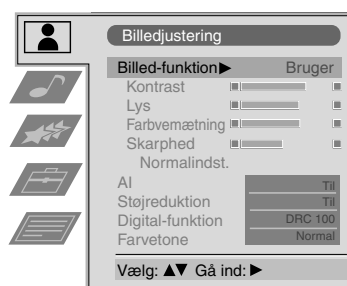 Billedjustering
Billed-funktion▶ Bruger
Kontrast
Lys
Farbvemætning
Skarphed
Normalindst.
AI Til
Støjreduktion Til
Digital-funktion DRC 100
Farvetone Normal
Vælg: ▲▼ Gå ind: ▶